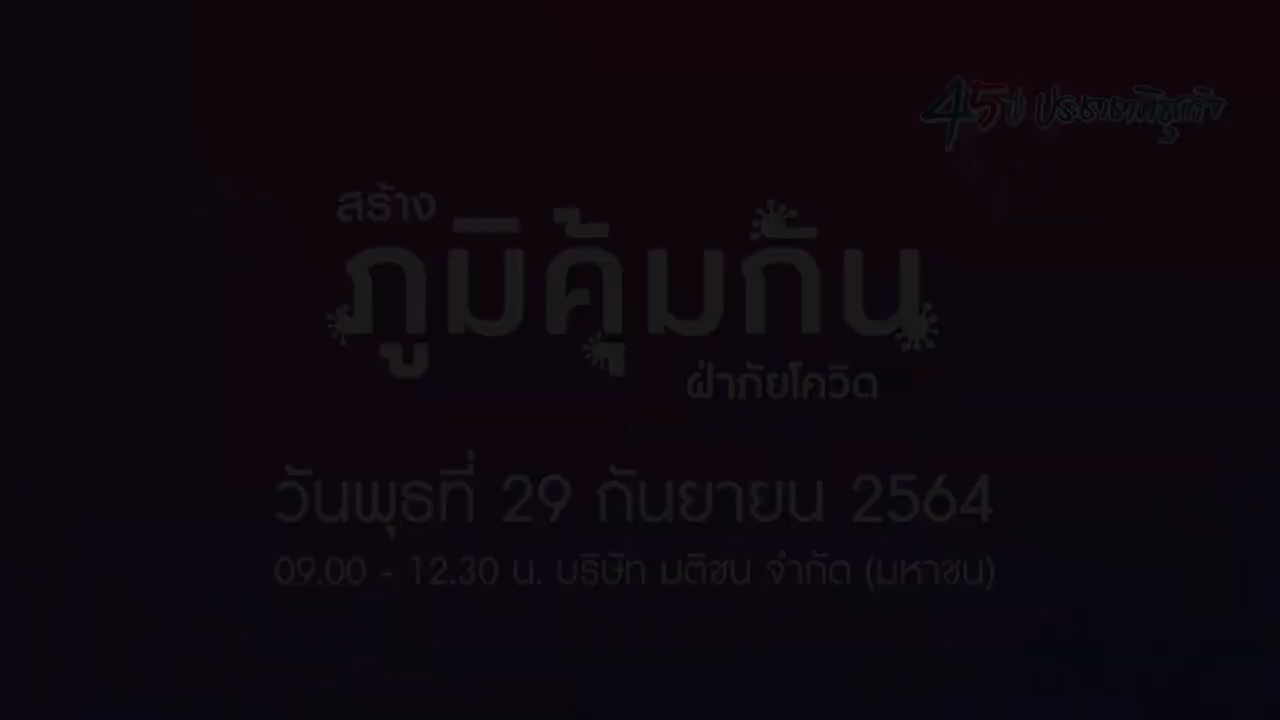 45ปี ประชาชาติธุรกิจ
สร้าง
ภูมิคุ้มกัน
ฝ่าภัยโควิด
วันพุธที่ 29 กันยายน 2564
09.00 - 12.30 น. บริษัท มติชน จำกัด (มหาชน)